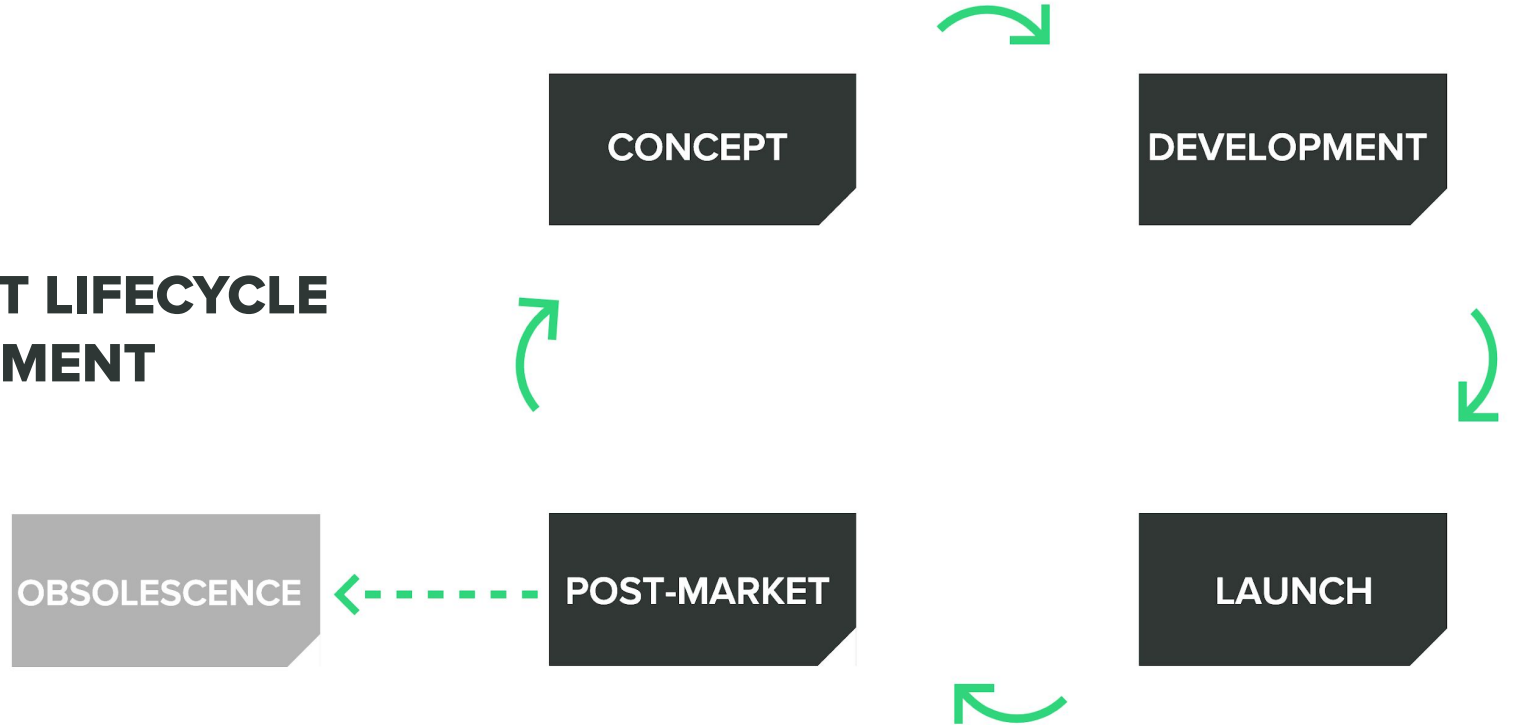 CONCEPT
DEVELOPMENT
T LIFECYCLE
MENT
OBSOLESCENCE
POST-MARKET
LAUNCH